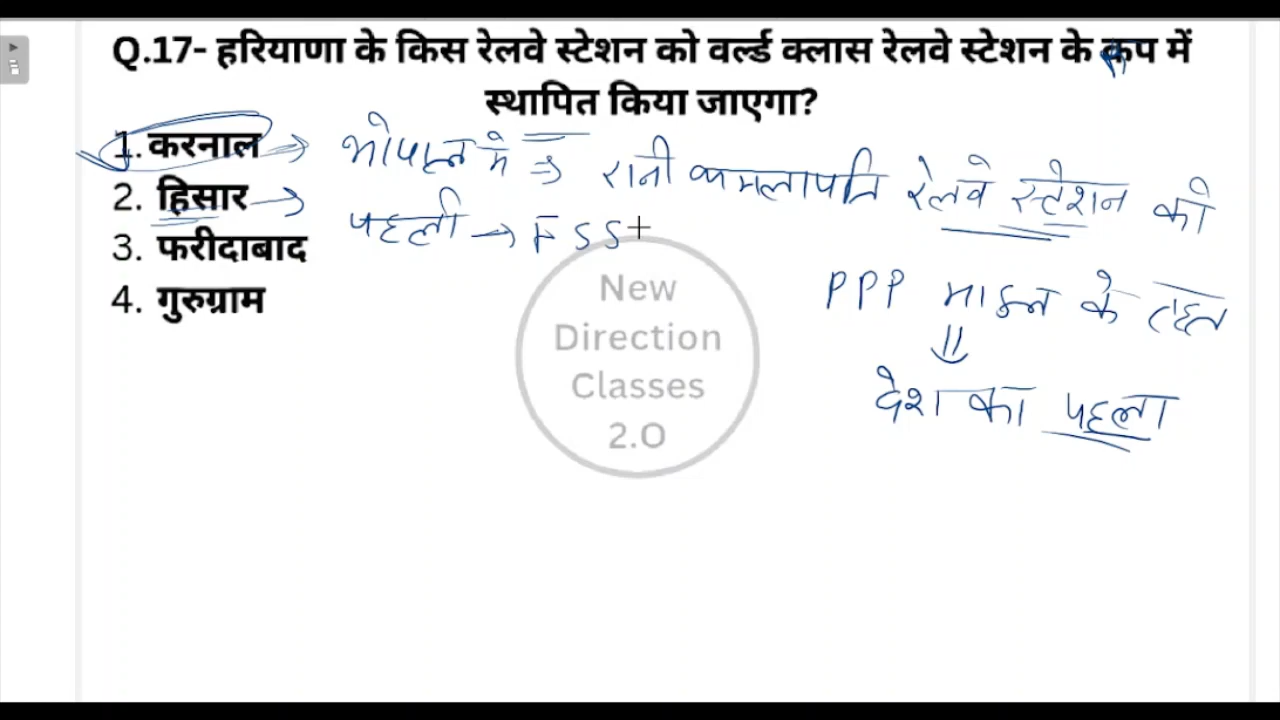 Q.17- हरियाणा के किस रेलवे स्टेशन को वर्ल्ड क्लास रेलवे स्टेशन के रूप में
स्थापित किया जाएगा?
1. करनाल → भोपाल में ⇒ रानी कमलापति रेलवे स्टेशन को
2. हिसार → पहली → FSS
3. फरीदाबाद
4. गुरुग्राम
PPP माडल के तहत
देश का पहला
New
Direction
Classes
2.O